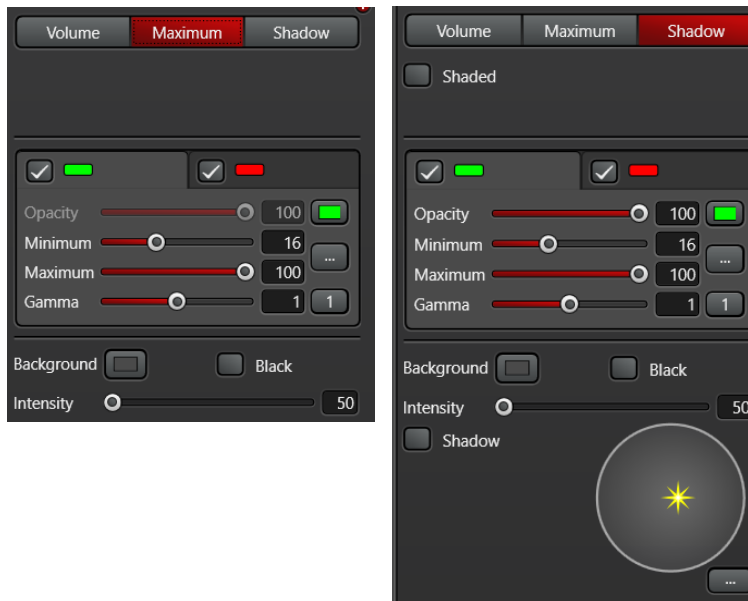 Volume Maximum Shadow
Opacity 100
Minimum 16
...
Maximum 100
Gamma 1 1
Background Black
Intensity 50
Volume Maximum Shadow
Shaded
Opacity 100
Minimum 16
...
Maximum 100
Gamma 1 1
Background Black
Intensity 50
Shadow
...